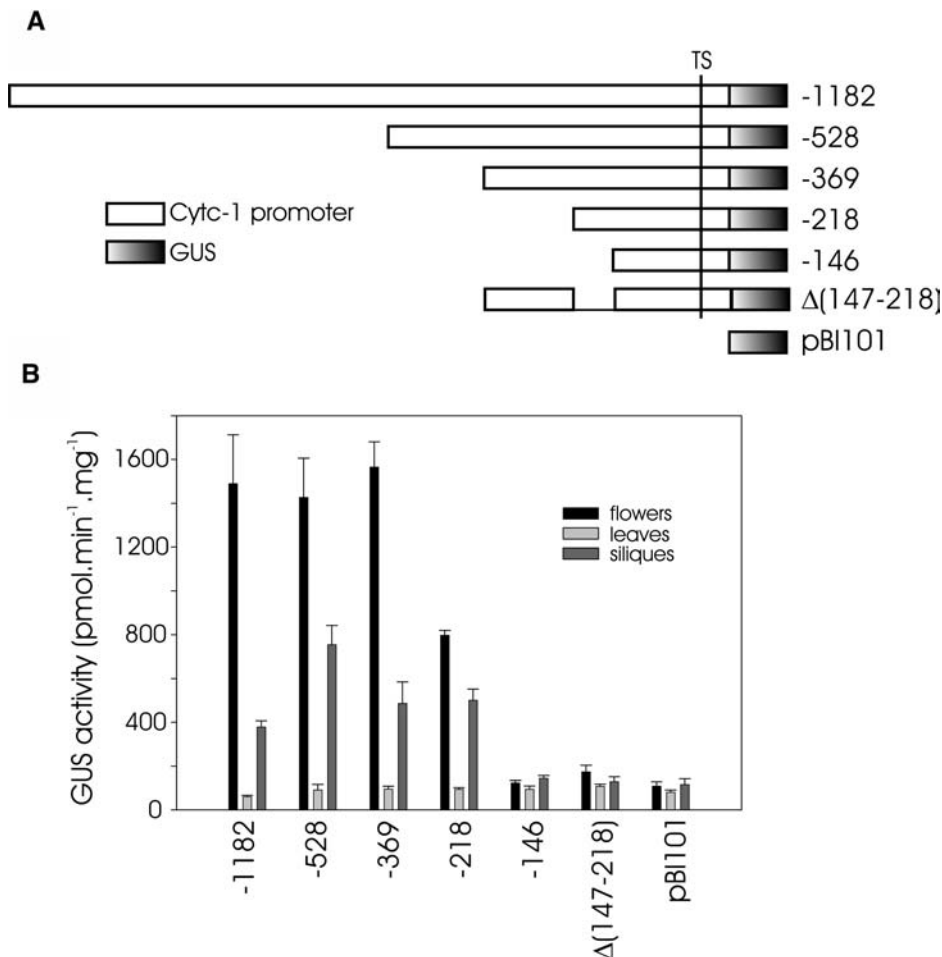 A
TS
-1182
-528
-369
Cytc-1 promoter
-218
GUS
-146
Δ(147-218)
pBI101
B
GUS activity (pmol.min⁻¹.mg⁻¹)
1600
1200
800
400
0
flowers
leaves
siliques
-1182
-528
-369
-218
-146
Δ(147-218)
pBI101